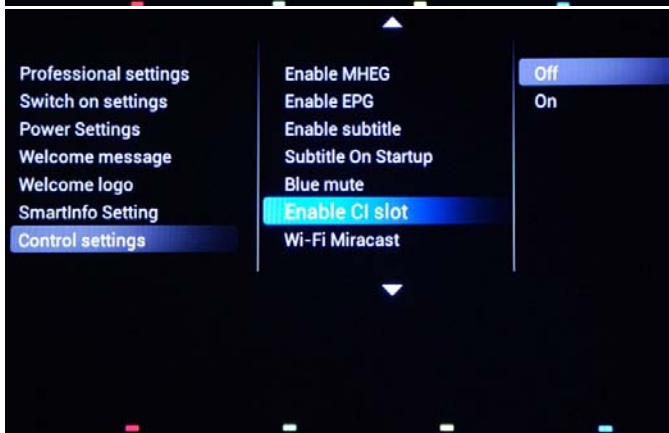 Professional settings
Switch on settings
Power Settings
Welcome message
Welcome logo
SmartInfo Setting
Control settings
Enable MHEG
Enable EPG
Enable subtitle
Subtitle On Startup
Blue mute
Enable CI slot
Wi-Fi Miracast
Off
On